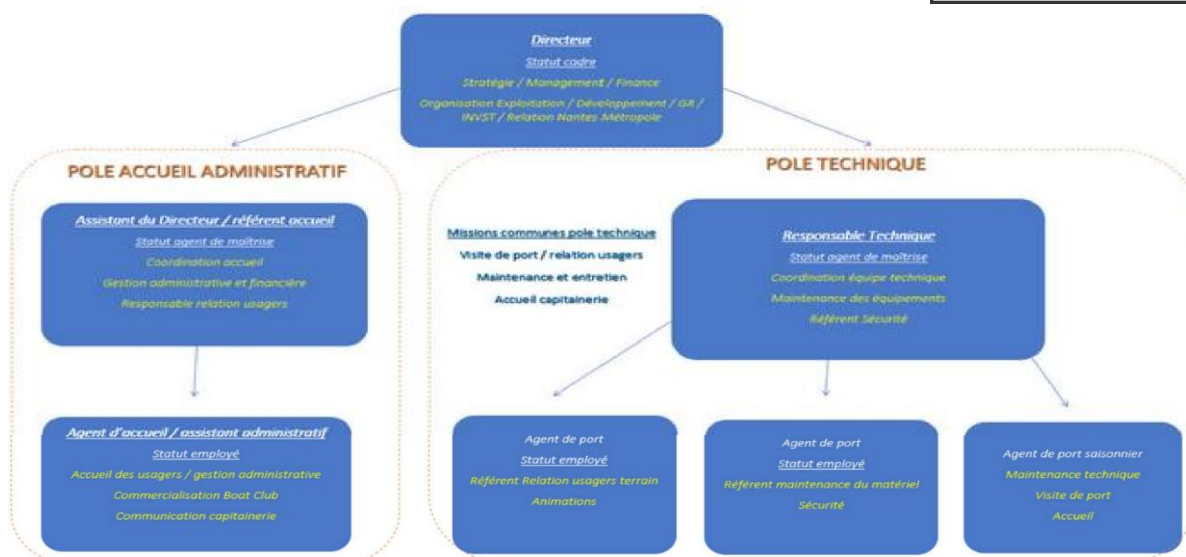 Directeur
Statut cadre
Stratégie / Management / Finance
Organisation Exploitation / Développement / GR /
INVST / Relation Nantes Métropole
POLE ACCUEIL ADMINISTRATIF
Assistant du Directeur / référent accueil
Statut agent de maîtrise
Coordination accueil
Gestion administrative et financière
Responsable relation usagers
Agent d'accueil / assistant administratif
Statut employé
Accueil des usagers / gestion administrative
Commercialisation Boat Club
Communication capitainerie
POLE TECHNIQUE
Missions communes pole technique
Visite de port / relation usagers
Maintenance et entretien
Accueil capitainerie
Responsable Technique
Statut agent de maîtrise
Coordination équipe technique
Maintenance des équipements
Référent Sécurité
Agent de port
Statut employé
Référent Relation usagers terrain
Animations
Agent de port
Statut employé
Référent maintenance du matériel
Sécurité
Agent de port saisonnier
Maintenance technique
Visite de port
Accueil